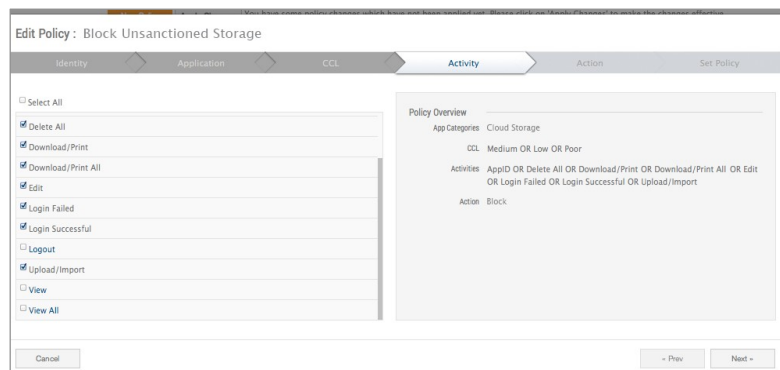 You have some policy changes which have not been applied yet. Please click on 'Apply Changes' to make the changes effective
Edit Policy : Block Unsanctioned Storage
Identity
Application
CCL
Activity
Action
Set Policy
Select All
Delete All
Download/Print
Download/Print All
Edit
Login Failed
Login Successful
Logout
Upload/Import
View
View All
Policy Overview
App Categories Cloud Storage
CCL Medium OR Low OR Poor
Activities AppID OR Delete All OR Download/Print OR Download/Print All OR Edit
OR Login Failed OR Login Successful OR Upload/Import
Action Block
Cancel
« Prev
Next »